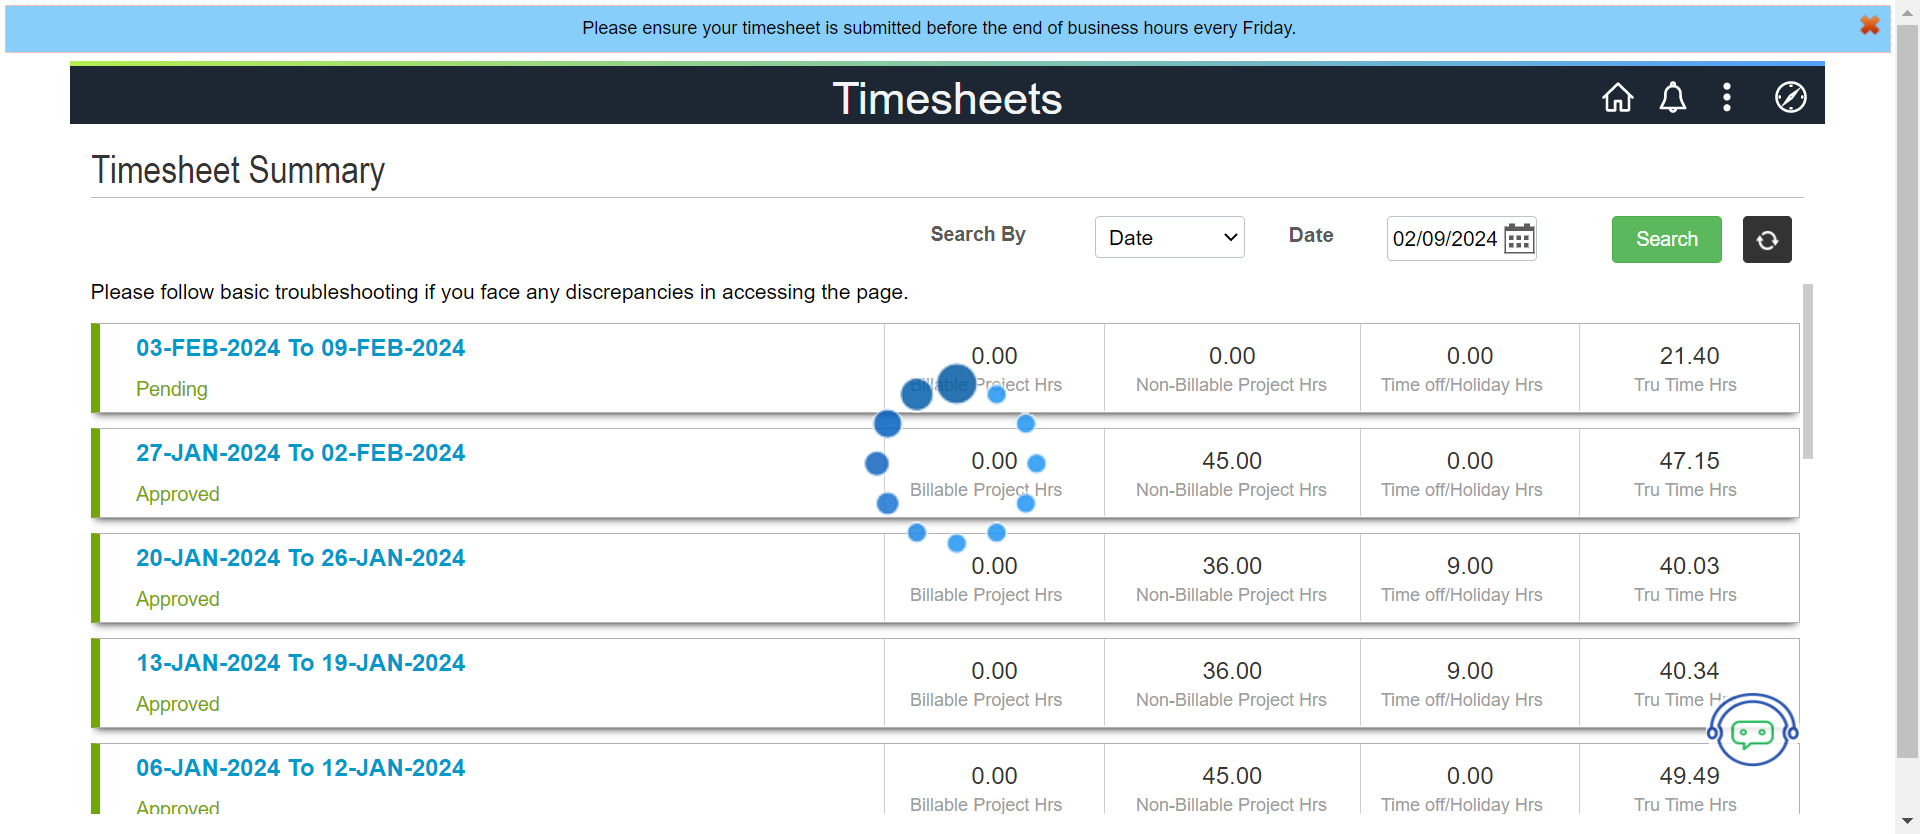 Please ensure your timesheet is submitted before the end of business hours every Friday.
Timesheets
Timesheet Summary
Search By
Date
Date
02/09/2024
Search
Please follow basic troubleshooting if you face any discrepancies in accessing the page.
03-FEB-2024 To 09-FEB-2024
Pending
0.00
Billable Project Hrs
0.00
Non-Billable Project Hrs
0.00
Time off/Holiday Hrs
21.40
Tru Time Hrs
27-JAN-2024 To 02-FEB-2024
Approved
0.00
Billable Project Hrs
45.00
Non-Billable Project Hrs
0.00
Time off/Holiday Hrs
47.15
Tru Time Hrs
20-JAN-2024 To 26-JAN-2024
Approved
0.00
Billable Project Hrs
36.00
Non-Billable Project Hrs
9.00
Time off/Holiday Hrs
40.03
Tru Time Hrs
13-JAN-2024 To 19-JAN-2024
Approved
0.00
Billable Project Hrs
36.00
Non-Billable Project Hrs
9.00
Time off/Holiday Hrs
40.34
Tru Time Hrs
06-JAN-2024 To 12-JAN-2024
Approved
0.00
Billable Project Hrs
45.00
Non-Billable Project Hrs
0.00
Time off/Holiday Hrs
49.49
Tru Time Hrs